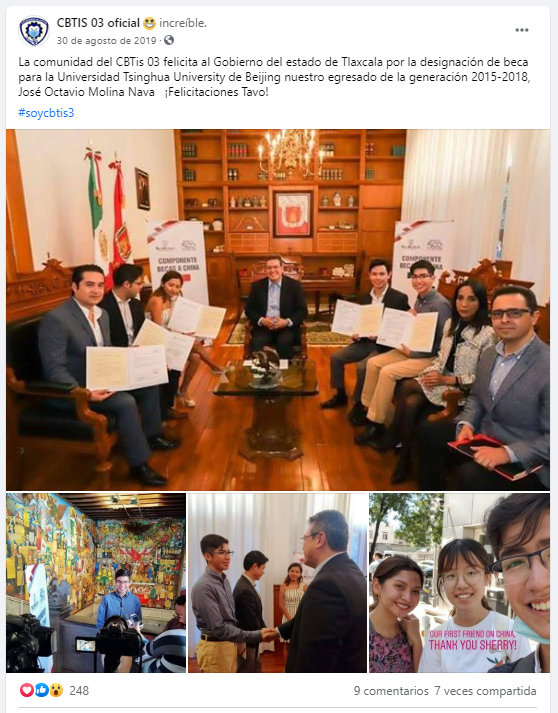 CBTIS 03 oficial 😀 increíble.
30 de agosto de 2019 ·
La comunidad del CBTis 03 felicita al Gobierno del estado de Tlaxcala por la designación de beca
para la Universidad Tsinghua University de Beijing nuestro egresado de la generación 2015-2018,
José Octavio Molina Nava ¡Felicitaciones Tavo!
#soycbtis3
COMPONENTE
BECAS A CHINA
COMPONENTE
BECAS A CHINA
OUR FIRST FRIEND ON CHINA,
THANK YOU SHERRY!
248
9 comentarios 7 veces compartida